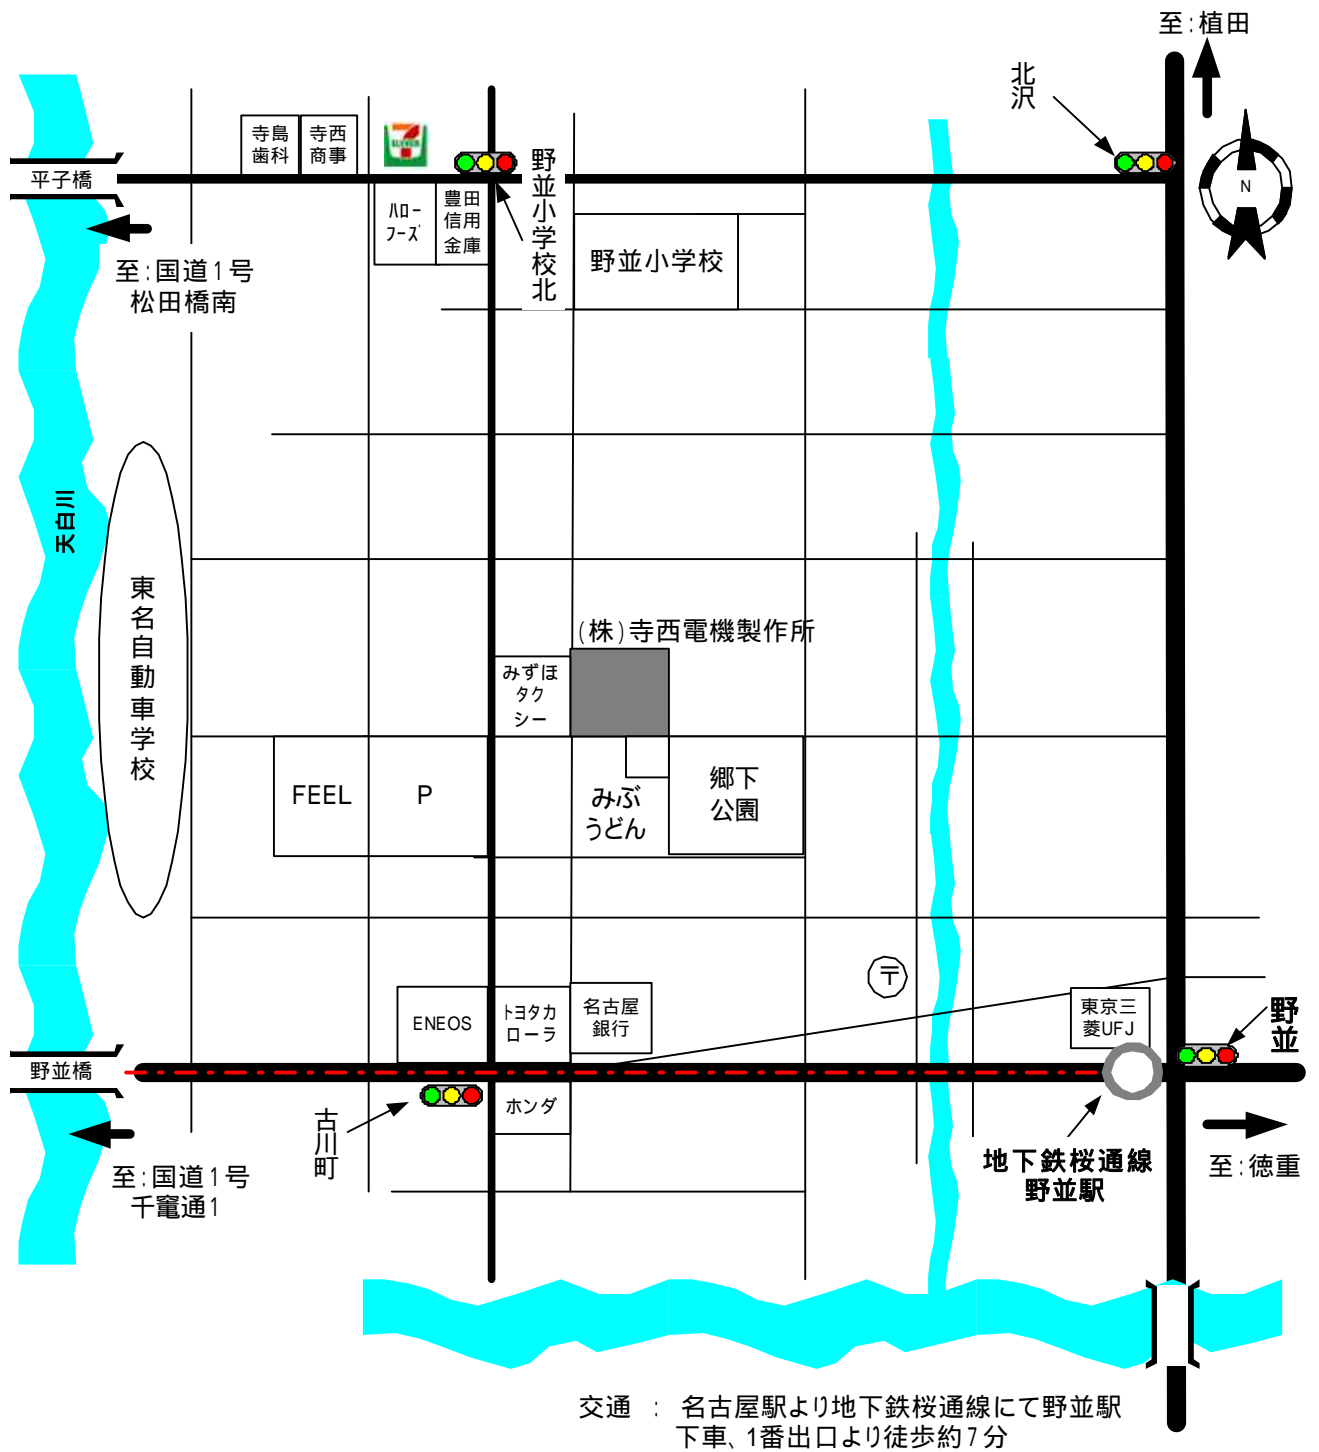 至:植田
北沢
寺島
歯科
寺西
商事
ELEVEN
野並小学校北
平子橋
N
ハロー
フーズ
豊田
信用
金庫
野並小学校
至:国道1号
松田橋南
天白川
東名自動車学校
(株)寺西電機製作所
みずほ
タク
シー
FEEL
P
みぶ
うどん
郷下
公園
〒
ENEOS
トヨタカ
ローラ
名古屋
銀行
東京三
菱UFJ
野並
野並橋
古川町
ホンダ
地下鉄桜通線
野並駅
至:徳重
至:国道1号
千竃通1
交通 : 名古屋駅より地下鉄桜通線にて野並駅
下車、1番出口より徒歩約7分